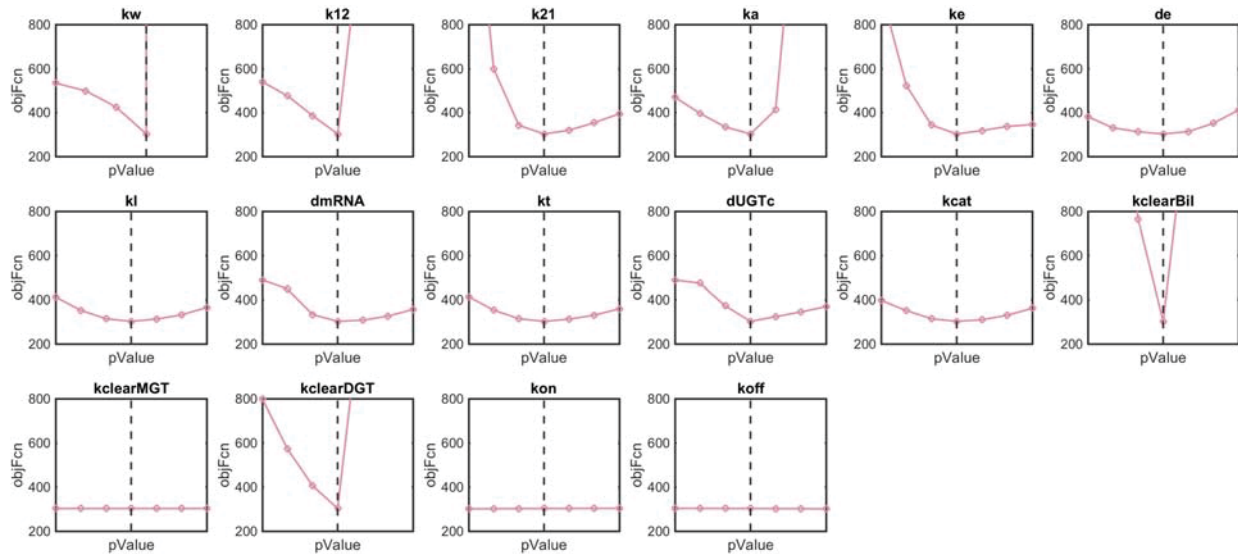 kw k12 k21 ka ke de
800 800 800 800 800 800
600 600 600 600 600 600
objFcn objFcn objFcn objFcn objFcn objFcn
400 400 400 400 400 400
200 200 200 200 200 200
pValue pValue pValue pValue pValue pValue
kl dmRNA kt dUGTc kcat kclearBil
800 800 800 800 800 800
600 600 600 600 600 600
objFcn objFcn objFcn objFcn objFcn objFcn
400 400 400 400 400 400
200 200 200 200 200 200
pValue pValue pValue pValue pValue pValue
kclearMGT kclearDGT kon koff
800 800 800 800
600 600 600 600
objFcn objFcn objFcn objFcn
400 400 400 400
200 200 200 200
pValue pValue pValue pValue